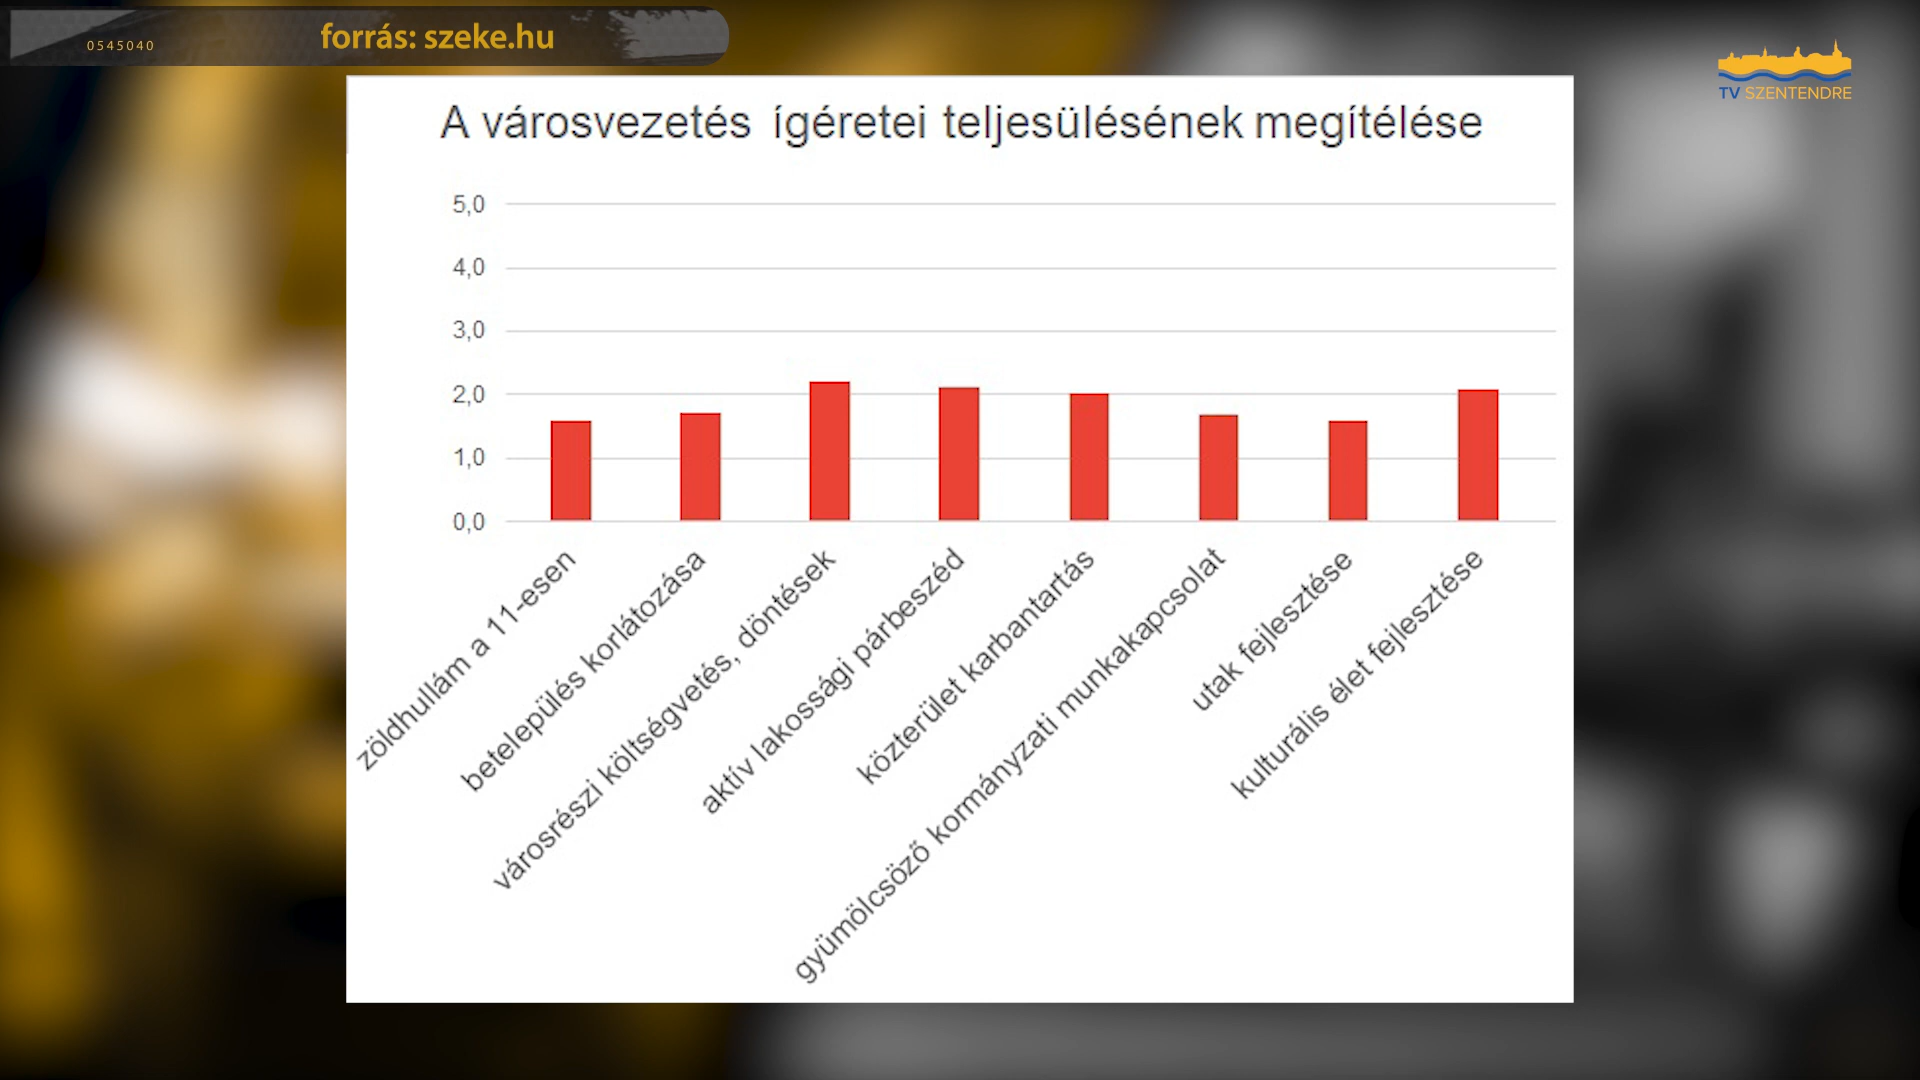 0545040
forrás: szeke.hu
TV SZENTENDRE
A városvezetés ígéretei teljesülésének megítélése
5,0
4,0
3,0
2,0
1,0
0,0
zöldhullám a 11-esen
betelepülés korlátozása
városrészi költségvetés, döntések
aktív lakossági párbeszéd
közterület karbantartás
gyümölcsöző kormányzati munkakapcsolat
utak fejlesztése
kulturális élet fejlesztése